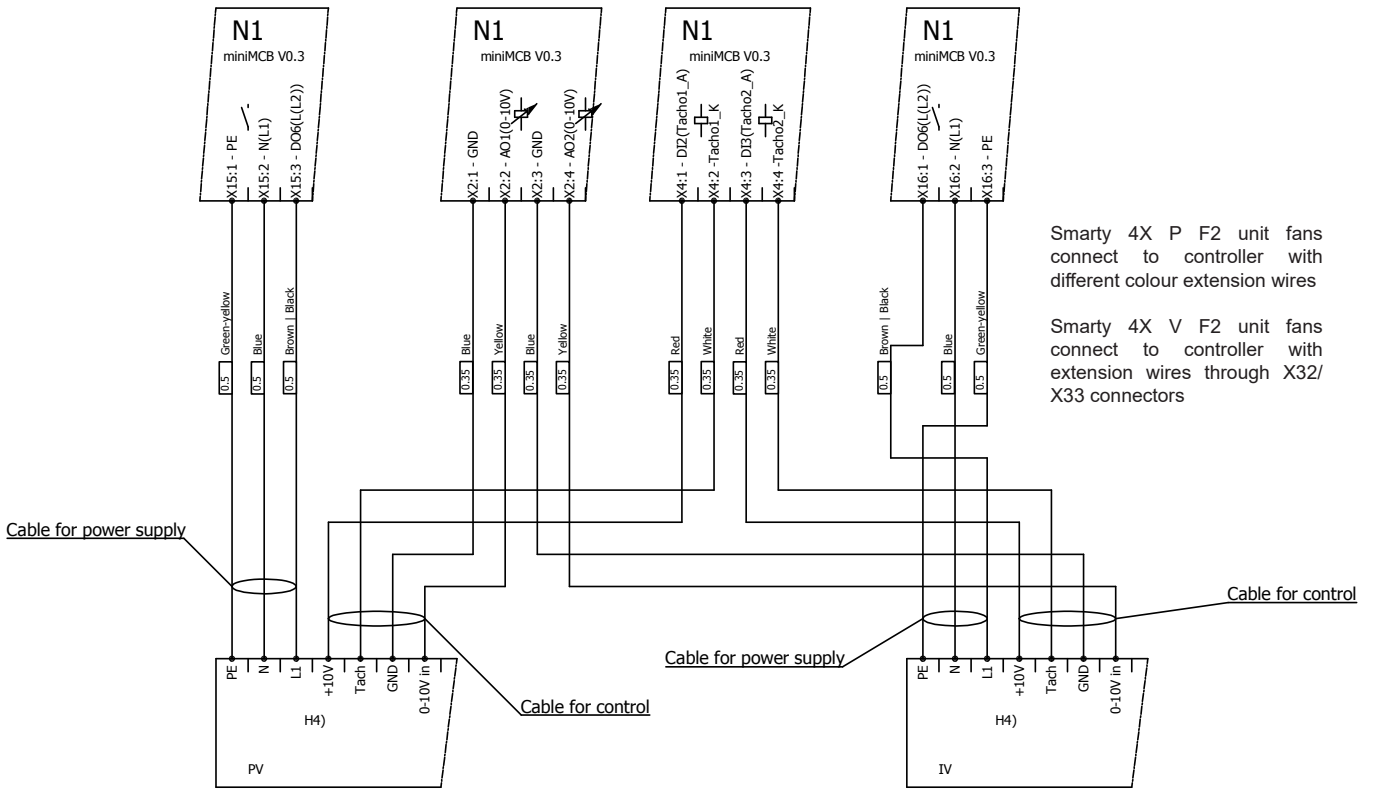 N1
miniMCB V0.3
X15:1 - PE
X15:2 - N(L1)
X15:3 - DO6(L(L2))
N1
miniMCB V0.3
X2:1 - GND
X2:2 - AO1(0-10V)
X2:3 - GND
X2:4 - AO2(0-10V)
N1
miniMCB V0.3
X4:1 - DI2(Tacho1_A)
X4:2 -Tacho1_K
X4:3 - DI3(Tacho2_A)
X4:4 -Tacho2_K
N1
miniMCB V0.3
X16:1 - DO6(L(L2))
X16:2 - N(L1)
X16:3 - PE
Smarty 4X P F2 unit fans
connect to controller with
different colour extension wires
Smarty 4X V F2 unit fans
connect to controller with
extension wires through X32/
X33 connectors
0.5 Green-yellow
0.5 Blue
0.5 Brown | Black
0.35 Blue
0.35 Yellow
0.35 Blue
0.35 Yellow
0.35 Red
0.35 White
0.35 Red
0.35 White
0.5 Brown | Black
0.5 Blue
0.5 Green-yellow
Cable for power supply
Cable for control
Cable for power supply
Cable for control
PE
N
L1
+10V
Tach
GND
0-10V in
H4)
PV
PE
N
L1
+10V
Tach
GND
0-10V in
H4)
IV